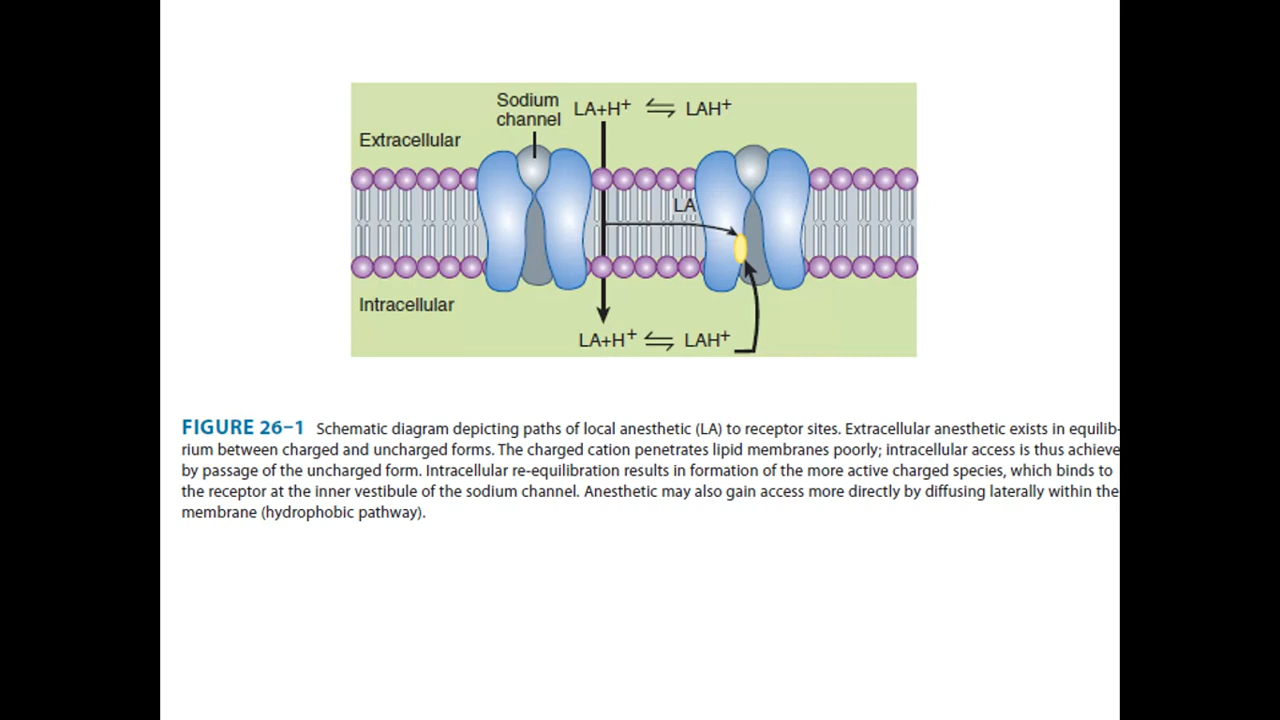 Sodium
channel
LA+H+ ⇋ LAH+
Extracellular
LA
Intracellular
LA+H+ ⇋ LAH+
FIGURE 26–1 Schematic diagram depicting paths of local anesthetic (LA) to receptor sites. Extracellular anesthetic exists in equilib-
rium between charged and uncharged forms. The charged cation penetrates lipid membranes poorly; intracellular access is thus achieve
by passage of the uncharged form. Intracellular re-equilibration results in formation of the more active charged species, which binds to
the receptor at the inner vestibule of the sodium channel. Anesthetic may also gain access more directly by diffusing laterally within the
membrane (hydrophobic pathway).